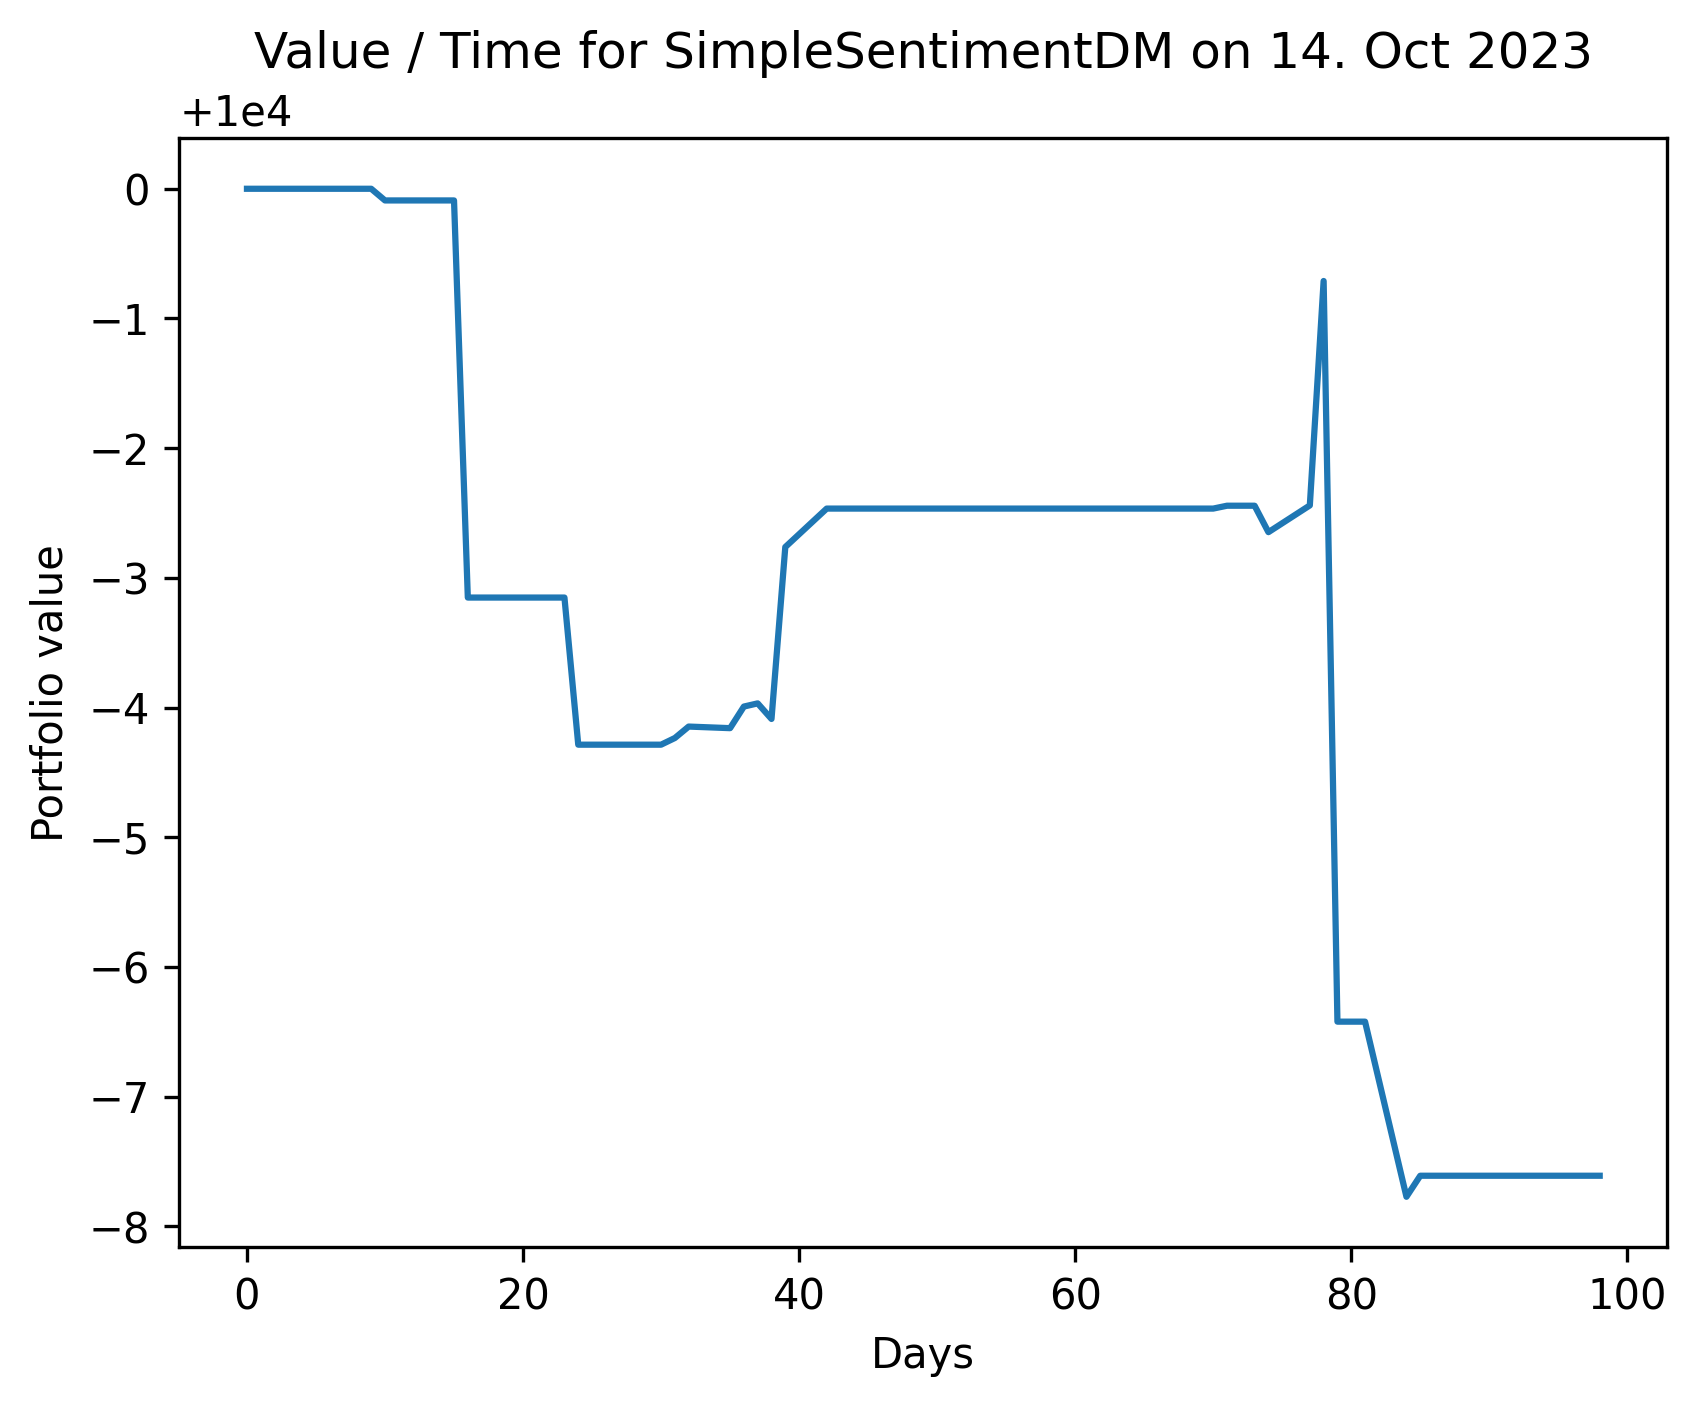 Value / Time for SimpleSentimentDM on 14. Oct 2023
+1e4
0
−1
−2
−3
−4
−5
−6
−7
−8
Portfolio value
0 20 40 60 80 100
Days